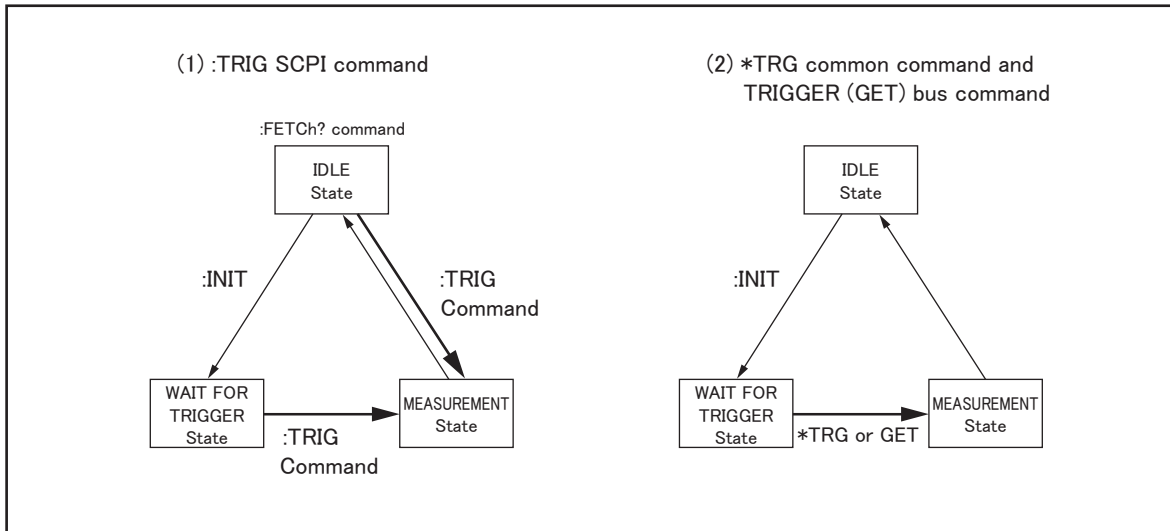 (1) :TRIG SCPI command
:FETCh? command
IDLE
State
:INIT
:TRIG
Command
WAIT FOR
TRIGGER
State
:TRIG
Command
MEASUREMENT
State
(2) *TRG common command and
TRIGGER (GET) bus command
IDLE
State
:INIT
WAIT FOR
TRIGGER
State
*TRG or GET
MEASUREMENT
State